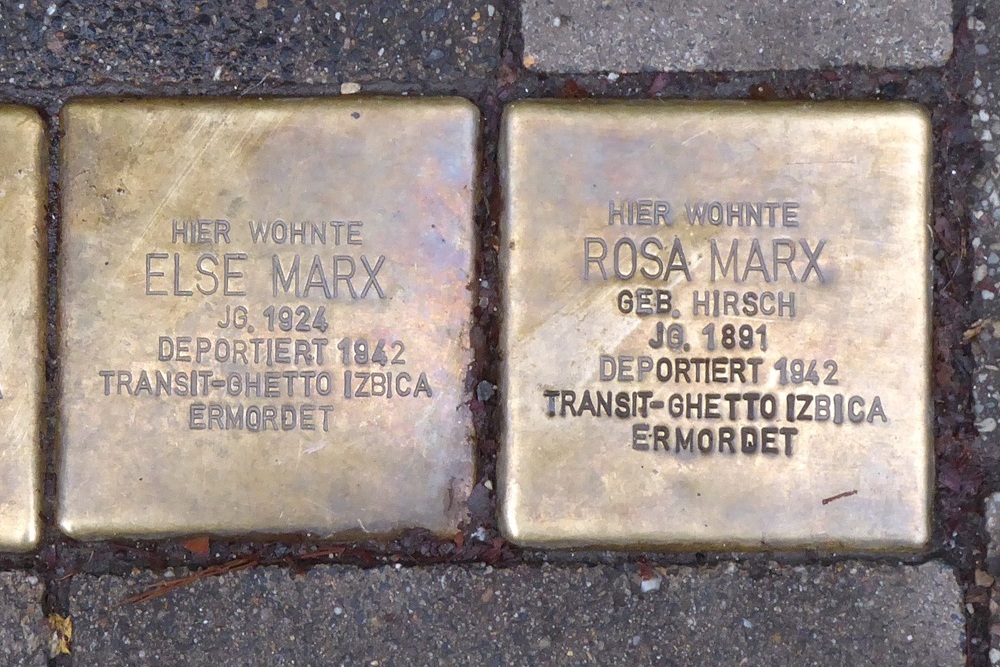 HIER WOHNTE
ELSE MARX
JG. 1924
DEPORTIERT 1942
TRANSIT-GHETTO IZBICA
ERMORDET
HIER WOHNTE
ROSA MARX
GEB. HIRSCH
JG. 1891
DEPORTIERT 1942
TRANSIT-GHETTO IZBICA
ERMORDET